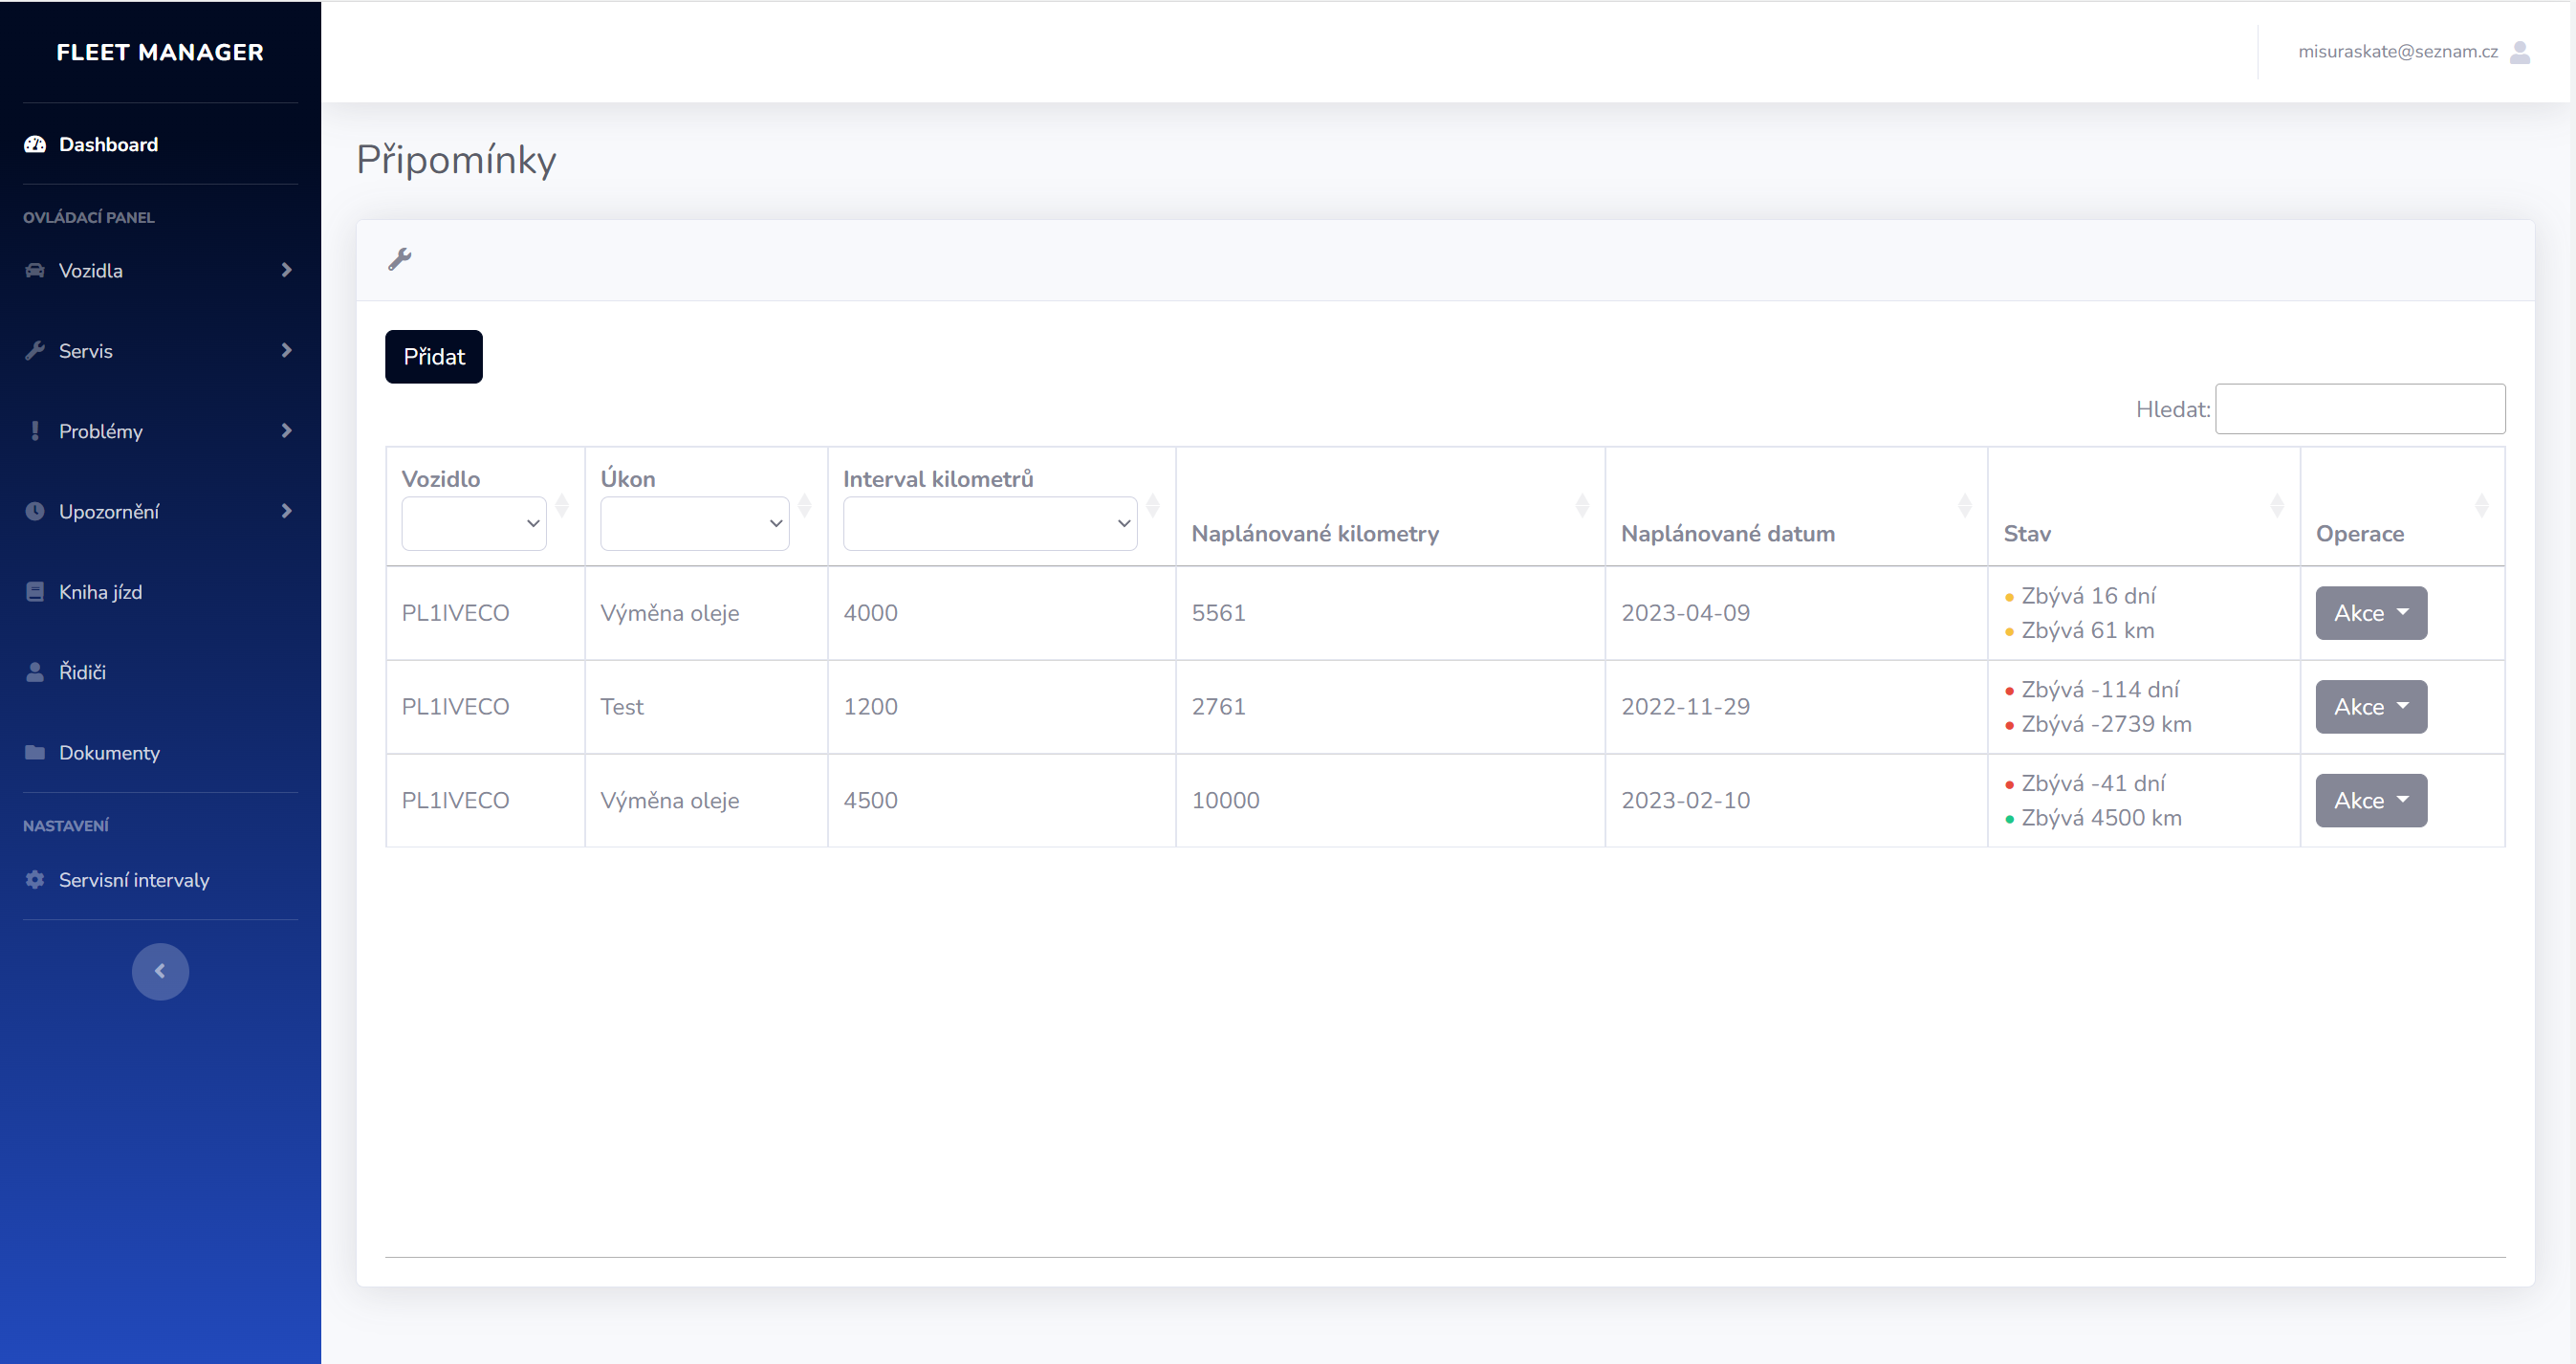 FLEET MANAGER
misuraskate@seznam.cz
Dashboard
OVLÁDACÍ PANEL
Vozidla
Servis
Problémy
Upozornění
Kniha jízd
Řidiči
Dokumenty
NASTAVENÍ
Servisní intervaly
Připomínky
Přidat
Hledat:
Vozidlo Úkon Interval kilometrů Naplánované kilometry Naplánované datum Stav Operace
PL1IVECO Výměna oleje 4000 5561 2023-04-09 Zbývá 16 dní Akce
Zbývá 61 km
PL1IVECO Test 1200 2761 2022-11-29 Zbývá -114 dní Akce
Zbývá -2739 km
PL1IVECO Výměna oleje 4500 10000 2023-02-10 Zbývá -41 dní Akce
Zbývá 4500 km